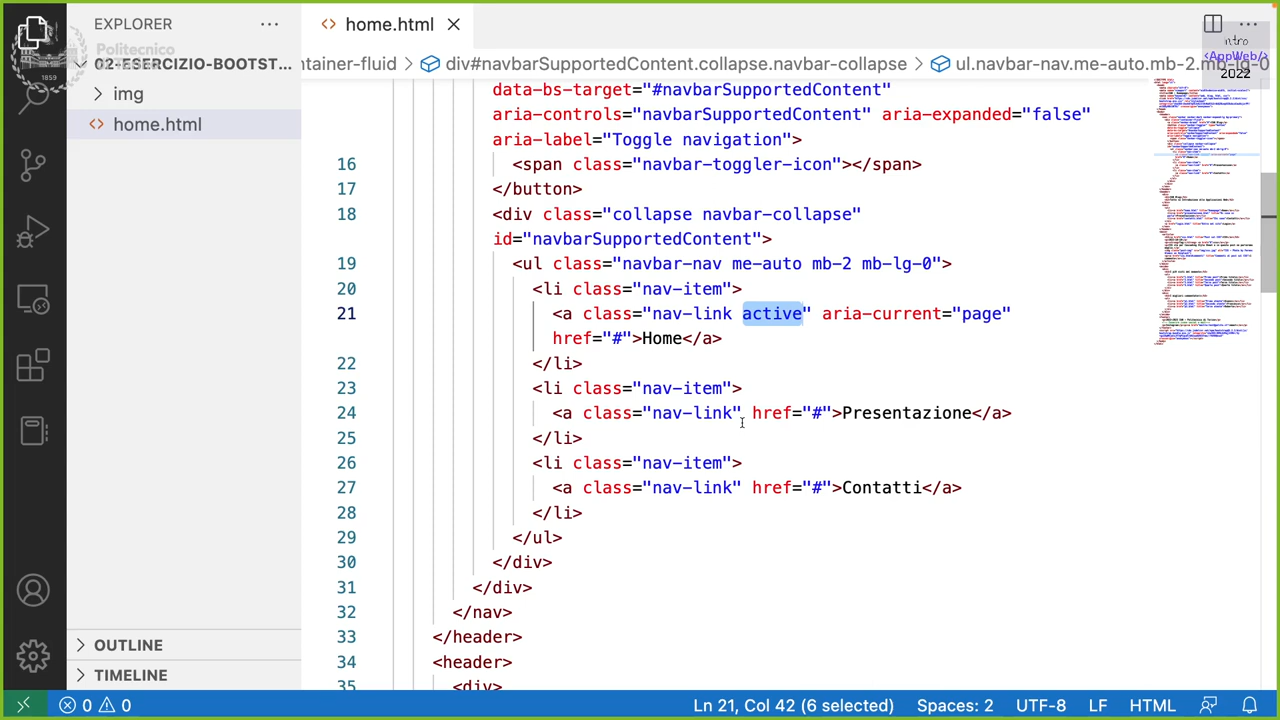 EXPLORER
home.html
Politecnico
1859
ntro
<AppWeb/>
2022
02-ESERCIZIO-BOOTST...
ntainer-fluid > div#navbarSupportedContent.collapse.navbar-collapse > ul.navbar-nav.me-auto.mb-2.mb-lg-0
img
home.html
data-bs-target="#navbarSupportedContent"
aria-controls="navbarSupportedContent" aria-expanded="false"
aria-label="Toggle navigation">
16 <span class="navbar-toggler-icon"></span>
17 </button>
18 <div class="collapse navbar-collapse"
id="navbarSupportedContent">
19 <ul class="navbar-nav me-auto mb-2 mb-lg-0">
20 <li class="nav-item">
21 <a class="nav-link active" aria-current="page"
href="#">Home</a>
22 </li>
23 <li class="nav-item">
24 <a class="nav-link" href="#">Presentazione</a>
25 </li>
26 <li class="nav-item">
27 <a class="nav-link" href="#">Contatti</a>
28 </li>
29 </ul>
30 </div>
31 </div>
32 </nav>
33 </header>
34 <header>
35 <div>
OUTLINE
TIMELINE
0 0
Ln 21, Col 42 (6 selected) Spaces: 2 UTF-8 LF HTML